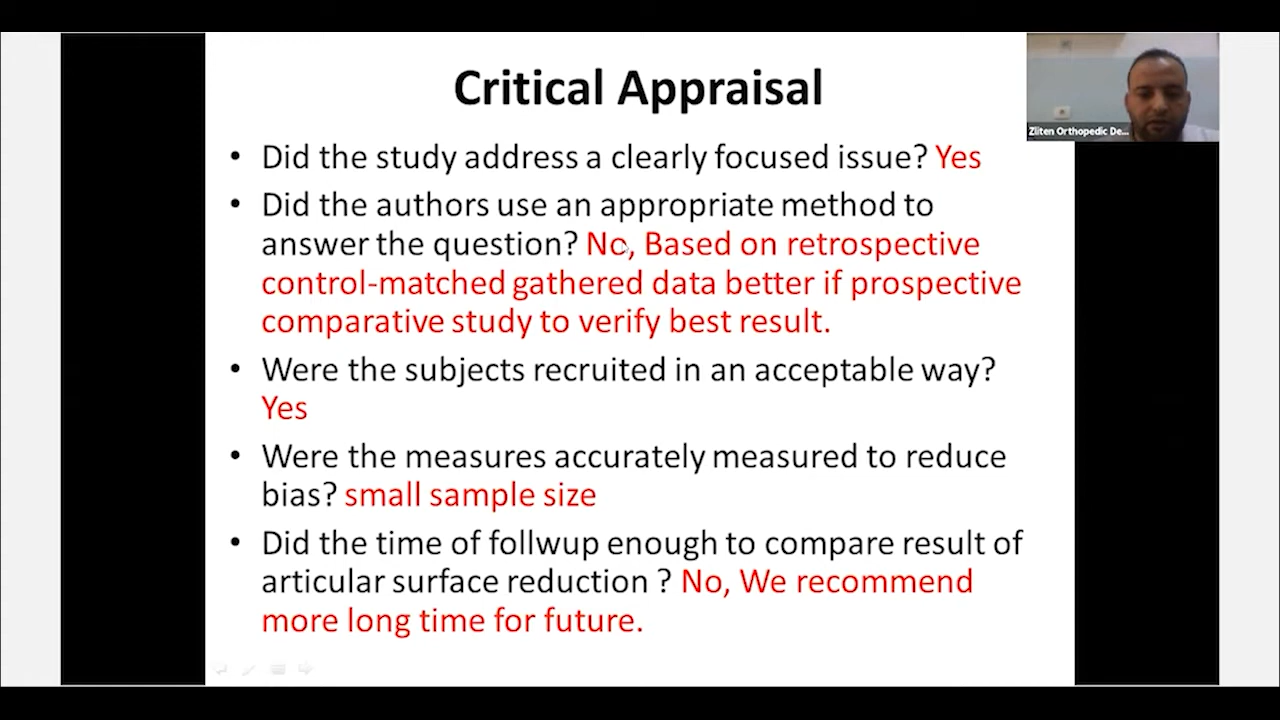 Critical Appraisal
Zliten Orthopedic De...
• Did the study address a clearly focused issue? Yes
• Did the authors use an appropriate method to
answer the question? No, Based on retrospective
control-matched gathered data better if prospective
comparative study to verify best result.
• Were the subjects recruited in an acceptable way?
Yes
• Were the measures accurately measured to reduce
bias? small sample size
• Did the time of follwup enough to compare result of
articular surface reduction ? No, We recommend
more long time for future.